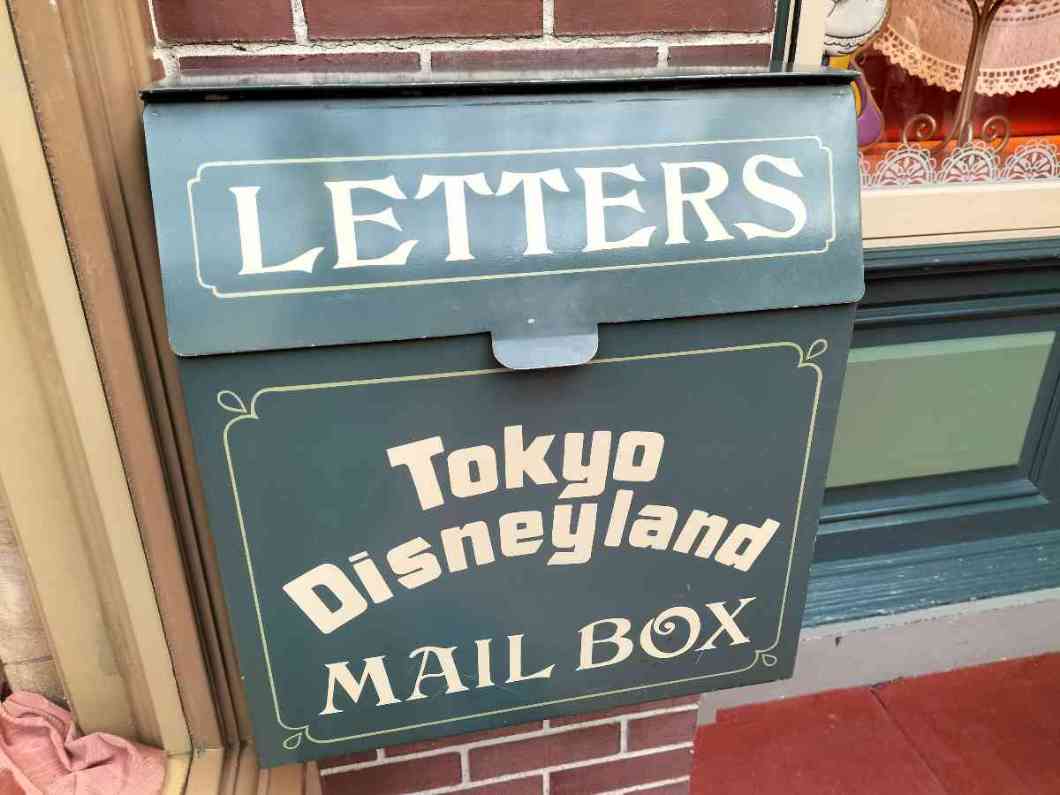 LETTERS
Tokyo
Disneyland
MAIL BOX